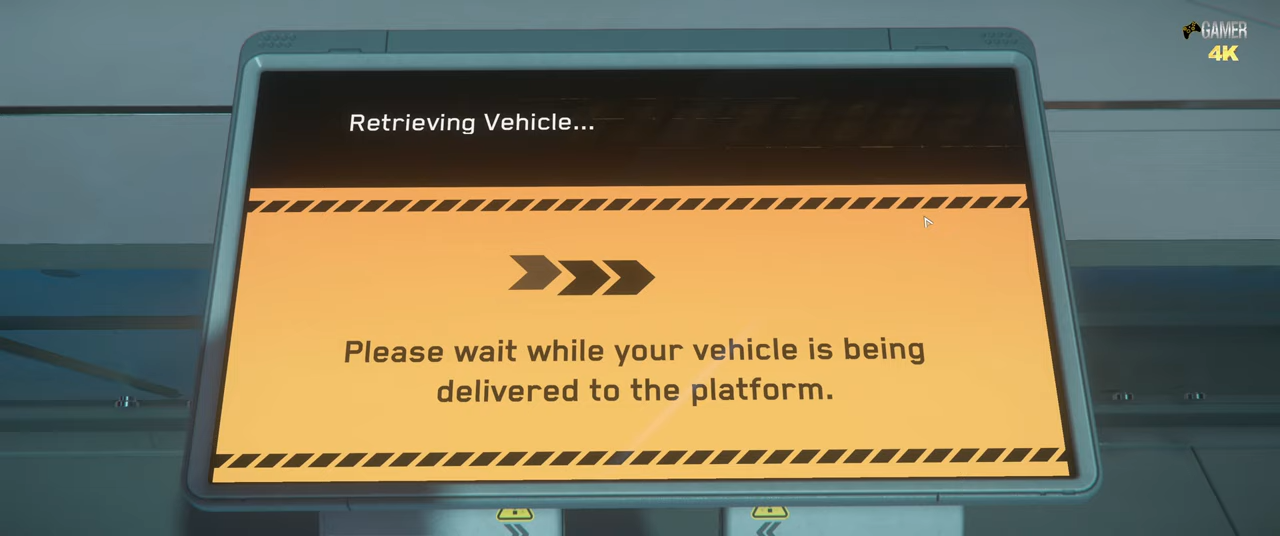 GAMER
4K
Retrieving Vehicle...
Please wait while your vehicle is being
delivered to the platform.